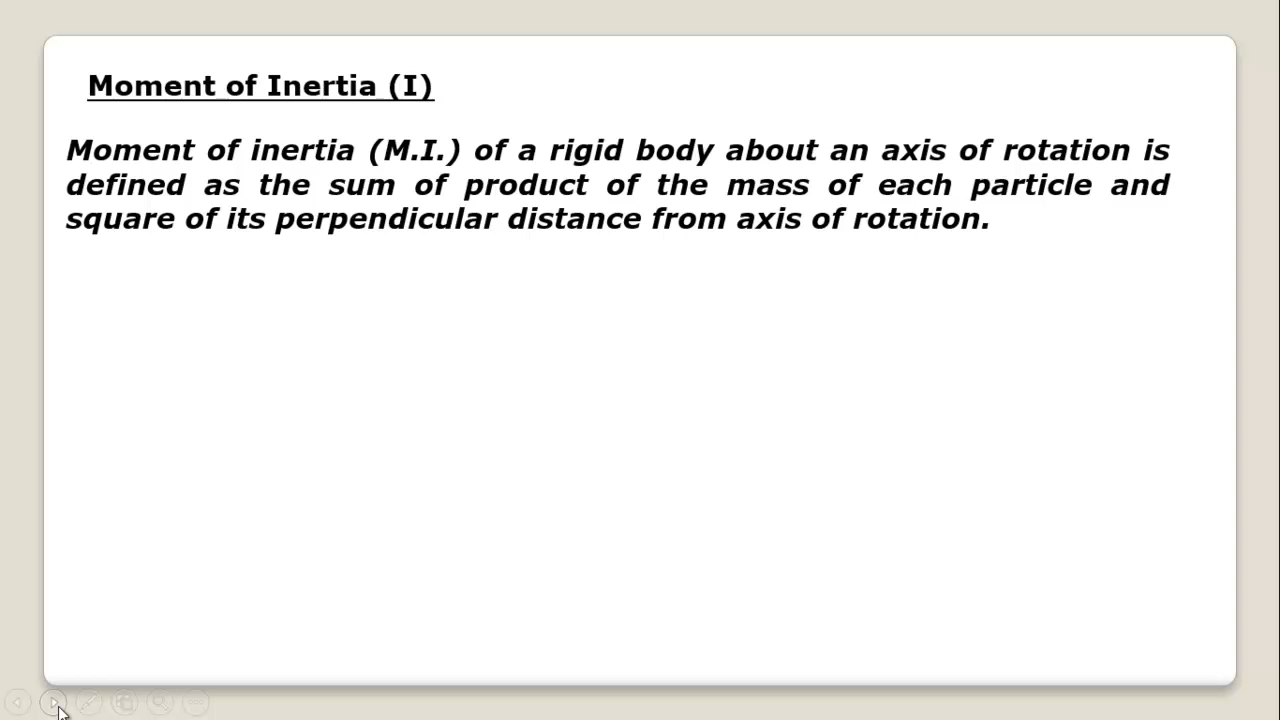 Moment of Inertia (I)
Moment of inertia (M.I.) of a rigid body about an axis of rotation is
defined as the sum of product of the mass of each particle and
square of its perpendicular distance from axis of rotation.